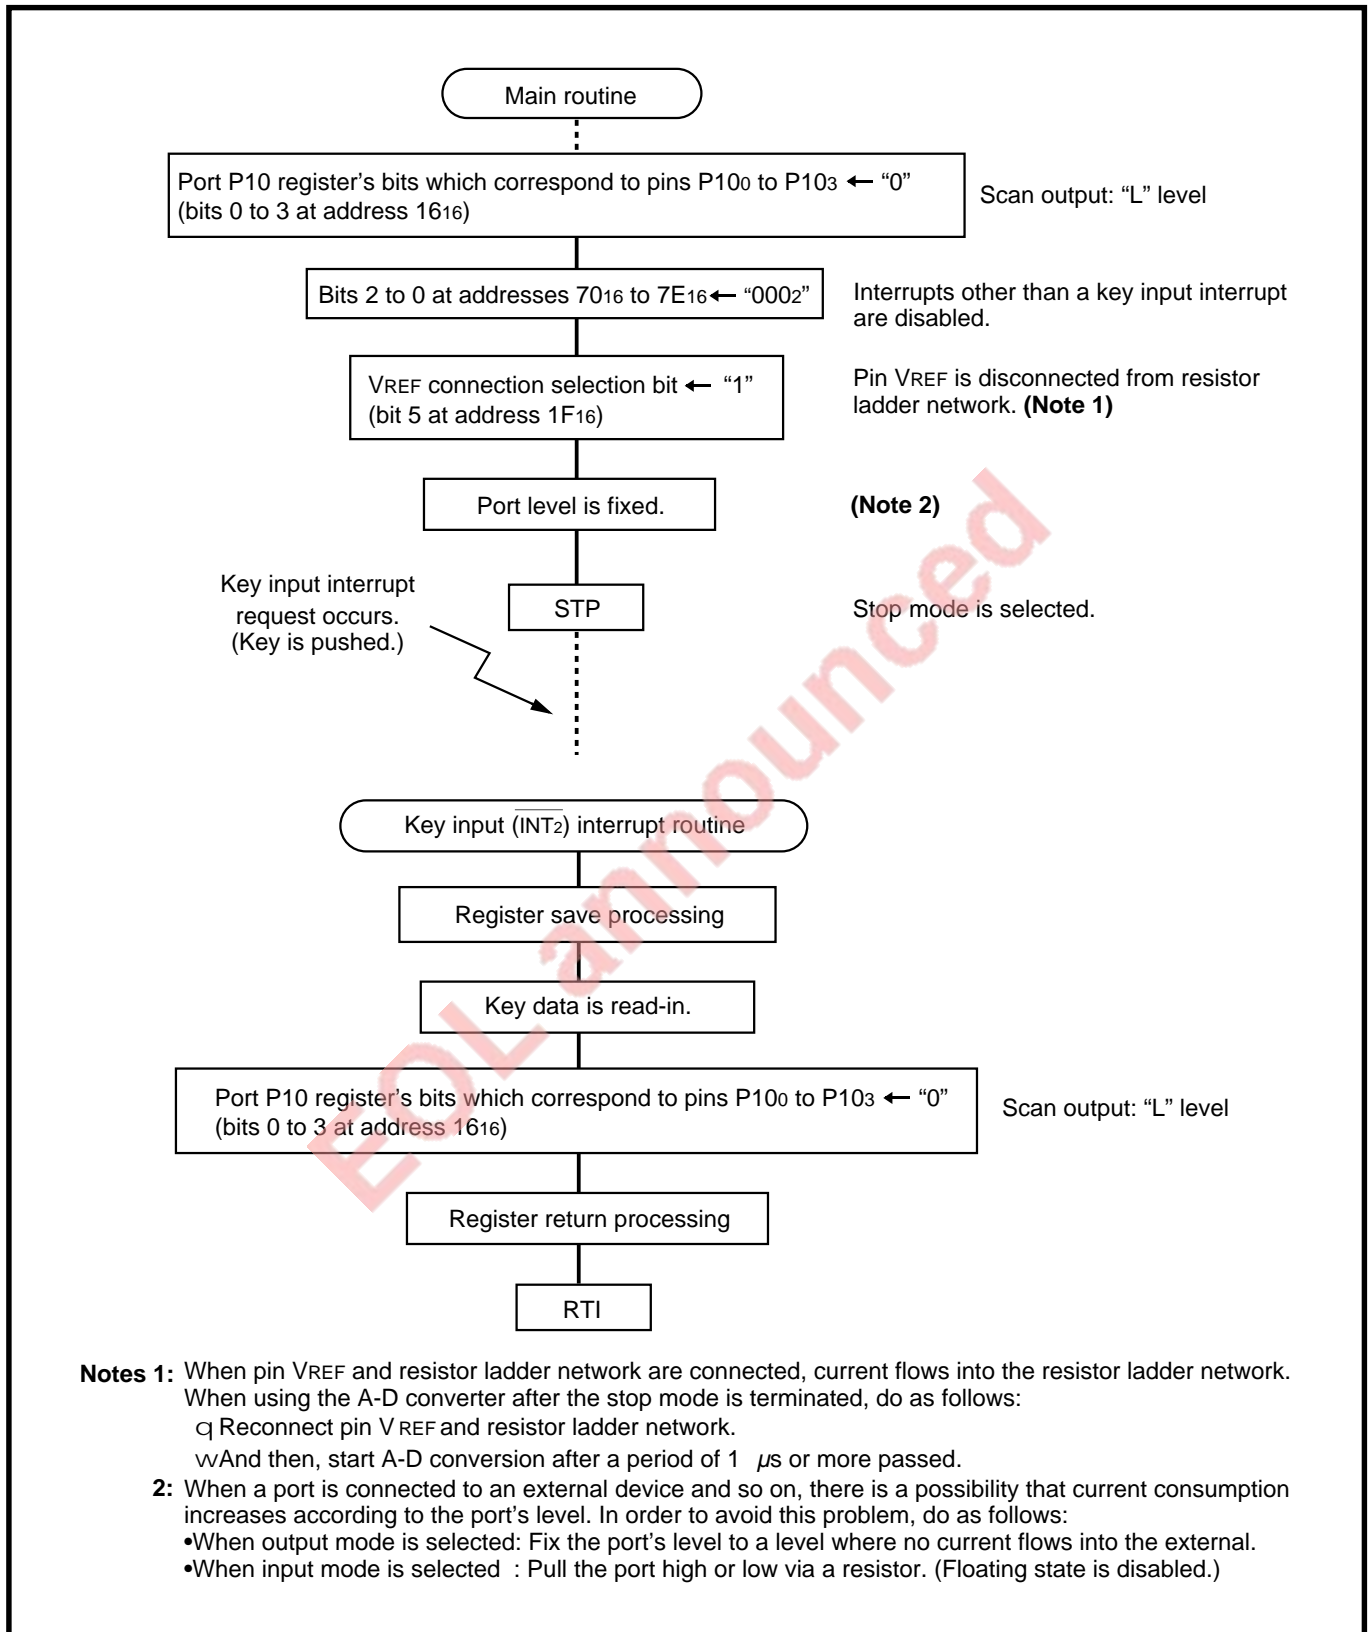 Main routine
Port P10 register's bits which correspond to pins P100 to P103 ← “0”
(bits 0 to 3 at address 1616)
Scan output: “L” level
Bits 2 to 0 at addresses 7016 to 7E16 ← “0002”
Interrupts other than a key input interrupt
are disabled.
VREF connection selection bit ← “1”
(bit 5 at address 1F16)
Pin VREF is disconnected from resistor
ladder network. (Note 1)
Port level is fixed.
(Note 2)
Key input interrupt
request occurs.
(Key is pushed.)
STP
Stop mode is selected.
Key input (INT2) interrupt routine
Register save processing
Key data is read-in.
Port P10 register's bits which correspond to pins P100 to P103 ← “0”
(bits 0 to 3 at address 1616)
Scan output: “L” level
Register return processing
RTI
EOL announced
Notes 1: When pin VREF and resistor ladder network are connected, current flows into the resistor ladder network.
When using the A-D converter after the stop mode is terminated, do as follows:
q Reconnect pin VREF and resistor ladder network.
w And then, start A-D conversion after a period of 1 µs or more passed.
2: When a port is connected to an external device and so on, there is a possibility that current consumption
increases according to the port's level. In order to avoid this problem, do as follows:
•When output mode is selected: Fix the port's level to a level where no current flows into the external.
•When input mode is selected : Pull the port high or low via a resistor. (Floating state is disabled.)